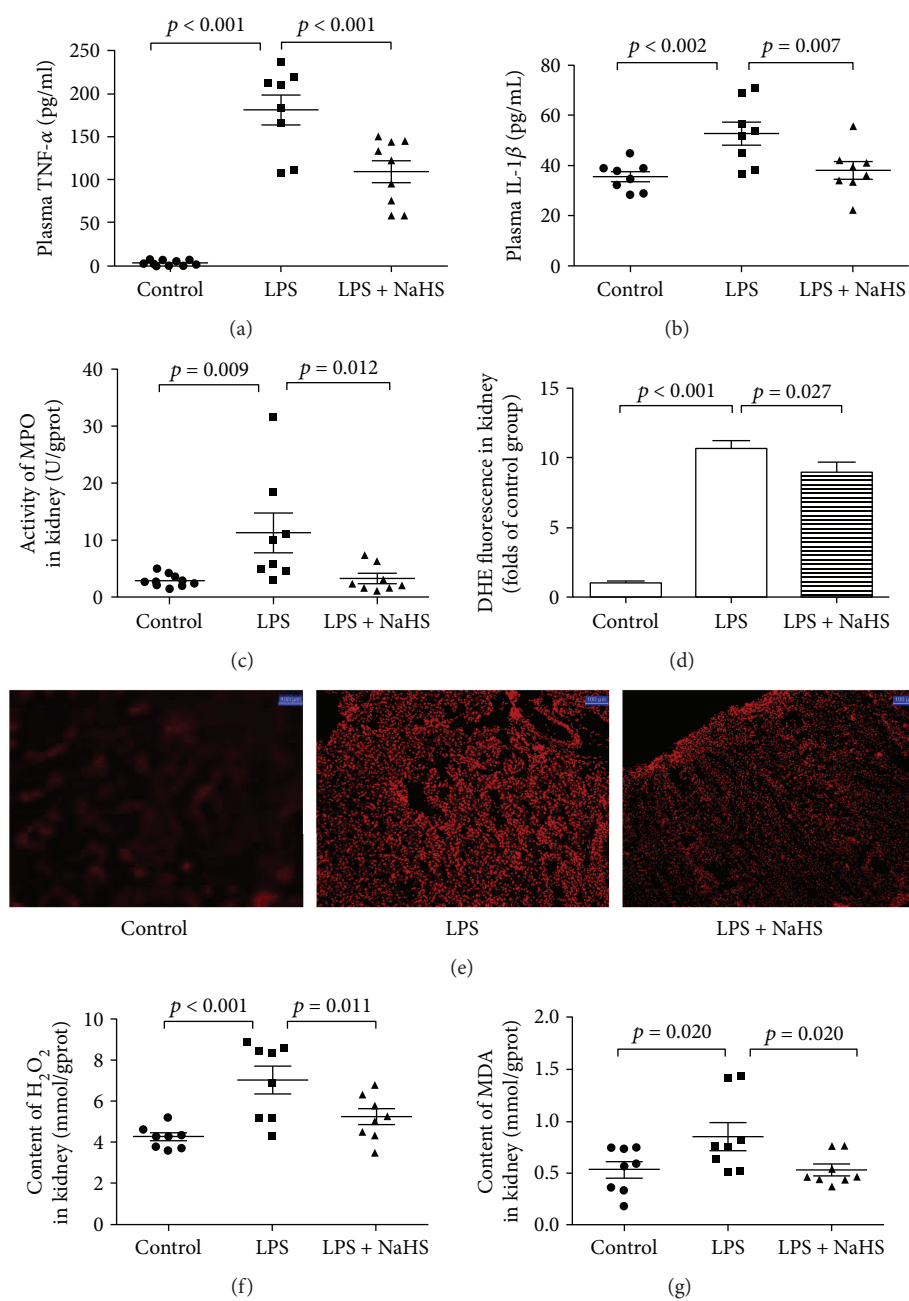 p < 0.001
p < 0.001
Plasma TNF-α (pg/ml)
250
200
150
100
50
0
Control
LPS
LPS + NaHS
(a)
p < 0.002
p = 0.007
Plasma IL-1β (pg/mL)
80
60
40
20
0
Control
LPS
LPS + NaHS
(b)
p = 0.009
p = 0.012
Activity of MPO
in kidney (U/gprot)
40
30
20
10
0
Control
LPS
LPS + NaHS
(c)
p < 0.001
p = 0.027
DHE fluorescence in kidney
(folds of control group)
15
10
5
0
Control
LPS
LPS + NaHS
(d)
100 μm
100 μm
100 μm
Control
LPS
LPS + NaHS
(e)
p < 0.001
p = 0.011
Content of H₂O₂
in kidney (mmol/gprot)
10
8
6
4
2
0
Control
LPS
LPS + NaHS
(f)
p = 0.020
p = 0.020
Content of MDA
in kidney (mmol/gprot)
2.0
1.5
1.0
0.5
0.0
Control
LPS
LPS + NaHS
(g)